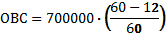 OBC = 700000 · (60 − 12 / 60)